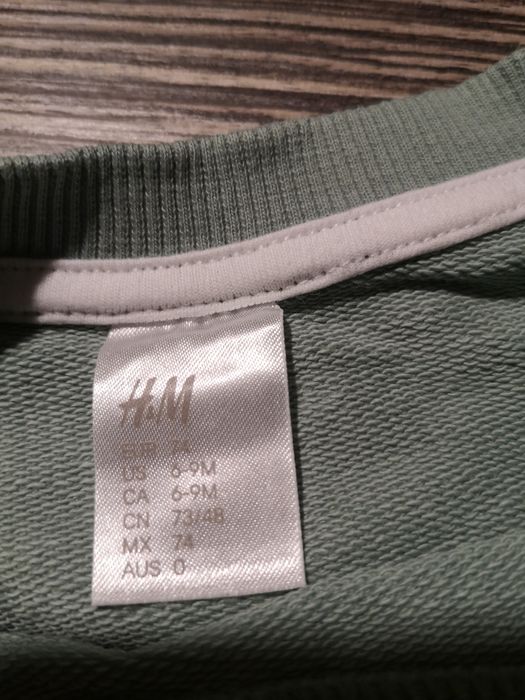 H&M
EUR 74
US 6-9M
CA 6-9M
CN 73/48
MX 74
AUS 0